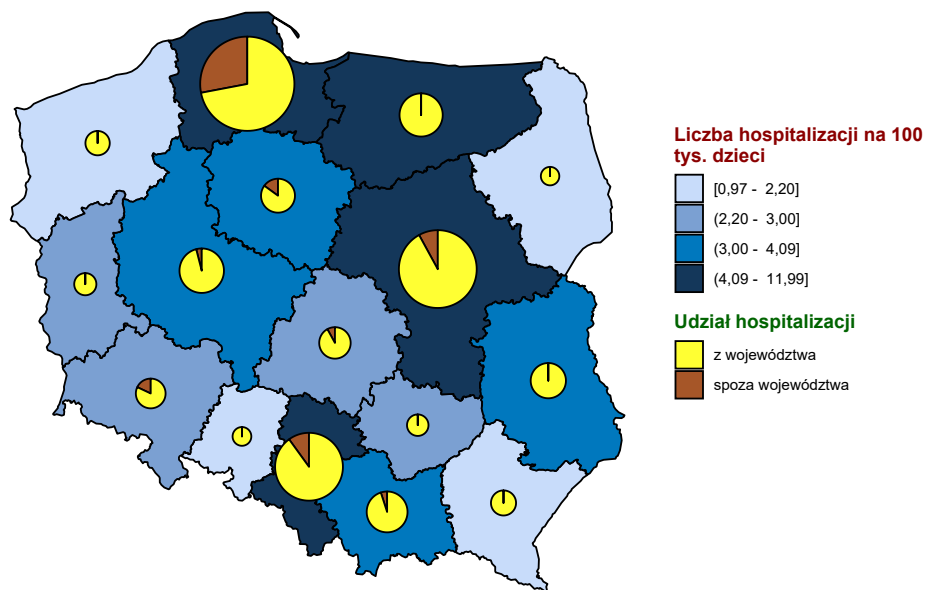 Liczba hospitalizacji na 100
tys. dzieci
[0,97 - 2,20]
(2,20 - 3,00]
(3,00 - 4,09]
(4,09 - 11,99]
Udział hospitalizacji
z województwa
spoza województwa